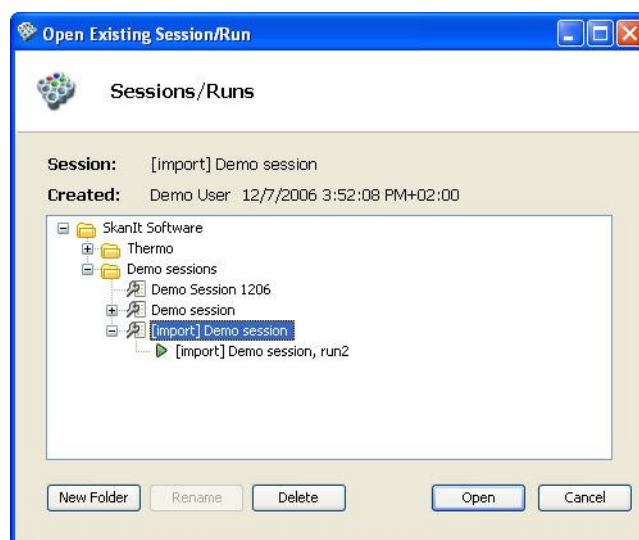 Open Existing Session/Run
Sessions/Runs
Session: [import] Demo session
Created: Demo User 12/7/2006 3:52:08 PM+02:00
SkanIt Software
Thermo
Demo sessions
Demo Session 1206
Demo session
[import] Demo session
[import] Demo session, run2
New Folder Rename Delete Open Cancel